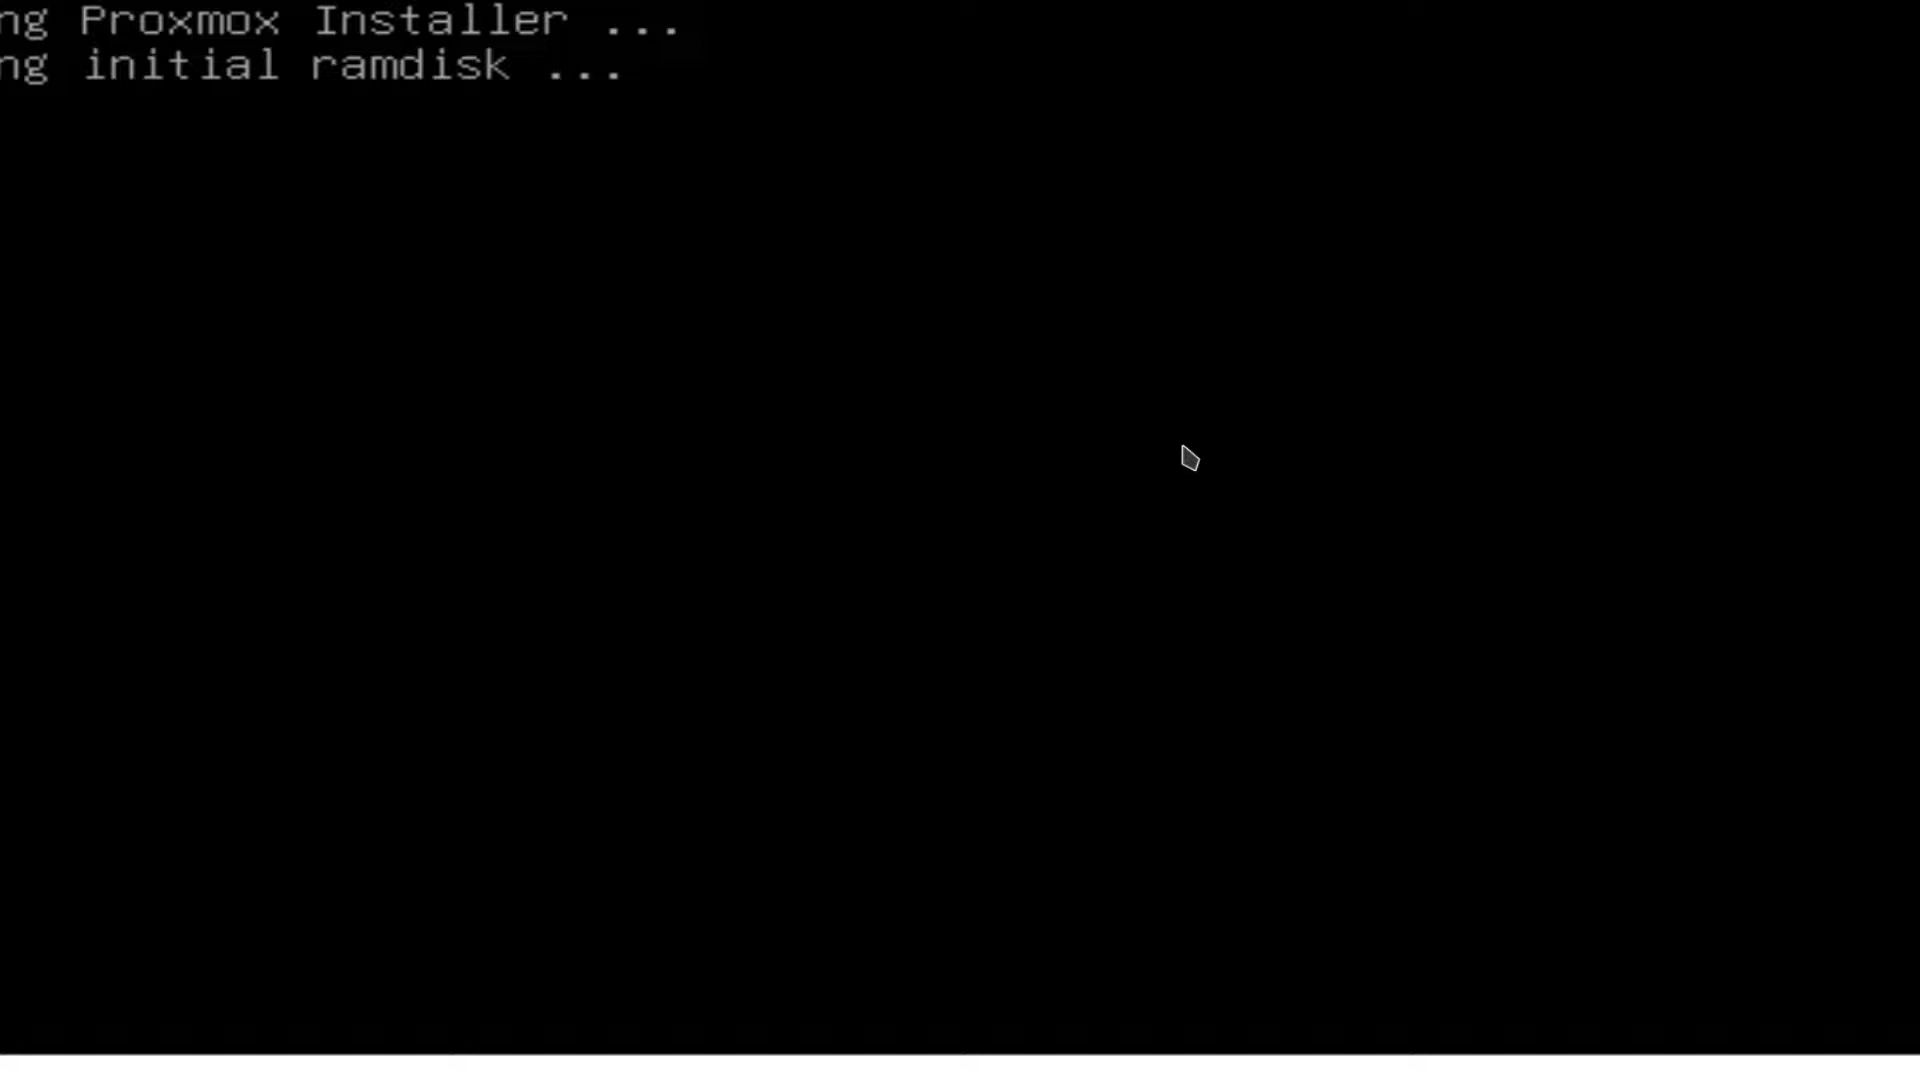 ng Proxmox Installer ...
ng initial ramdisk ...